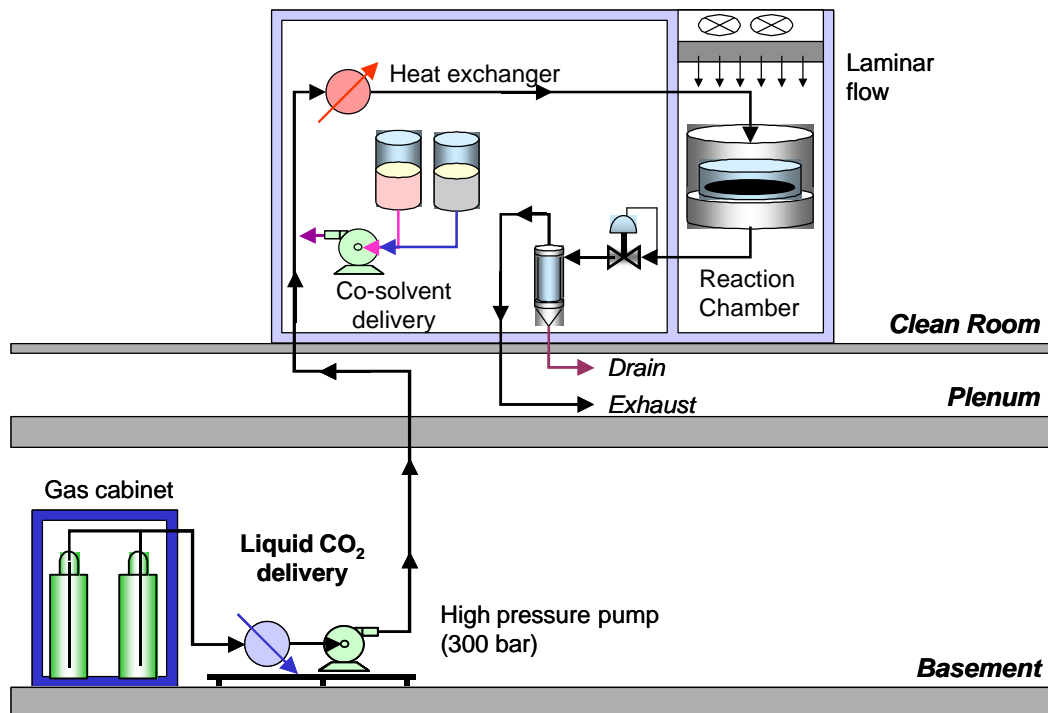 Heat exchanger
Laminar
flow
Co-solvent
delivery
Reaction
Chamber
Clean Room
Drain
Exhaust
Plenum
Gas cabinet
Liquid CO₂
delivery
High pressure pump
(300 bar)
Basement